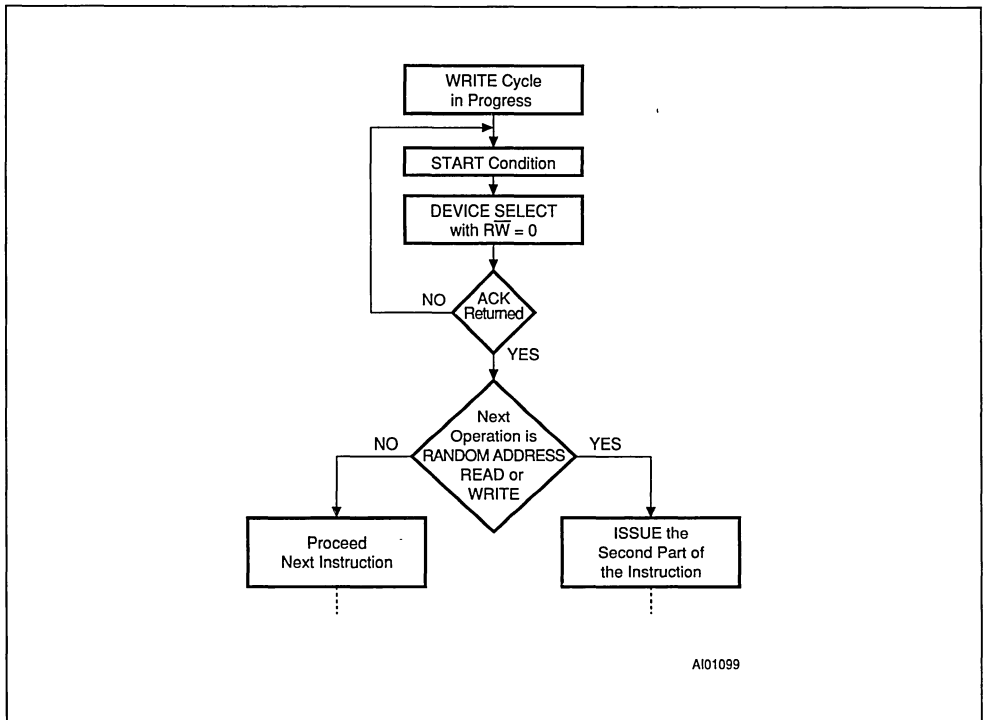 WRITE Cycle
in Progress
START Condition
DEVICE SELECT
with RW̅ = 0
NO
ACK
Returned
YES
Next
Operation is
RANDOM ADDRESS
READ or
WRITE
NO
YES
Proceed
Next Instruction
ISSUE the
Second Part of
the Instruction
AI01099